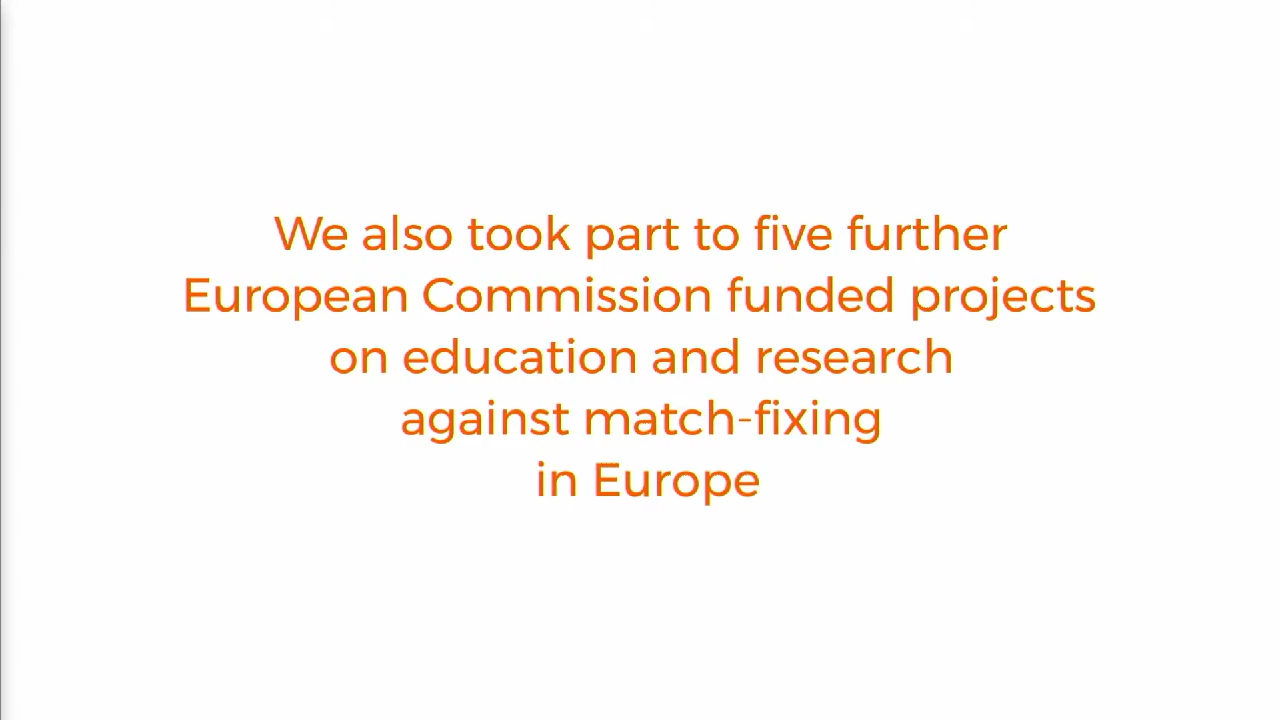 We also took part to five further
European Commission funded projects
on education and research
against match-fixing
in Europe